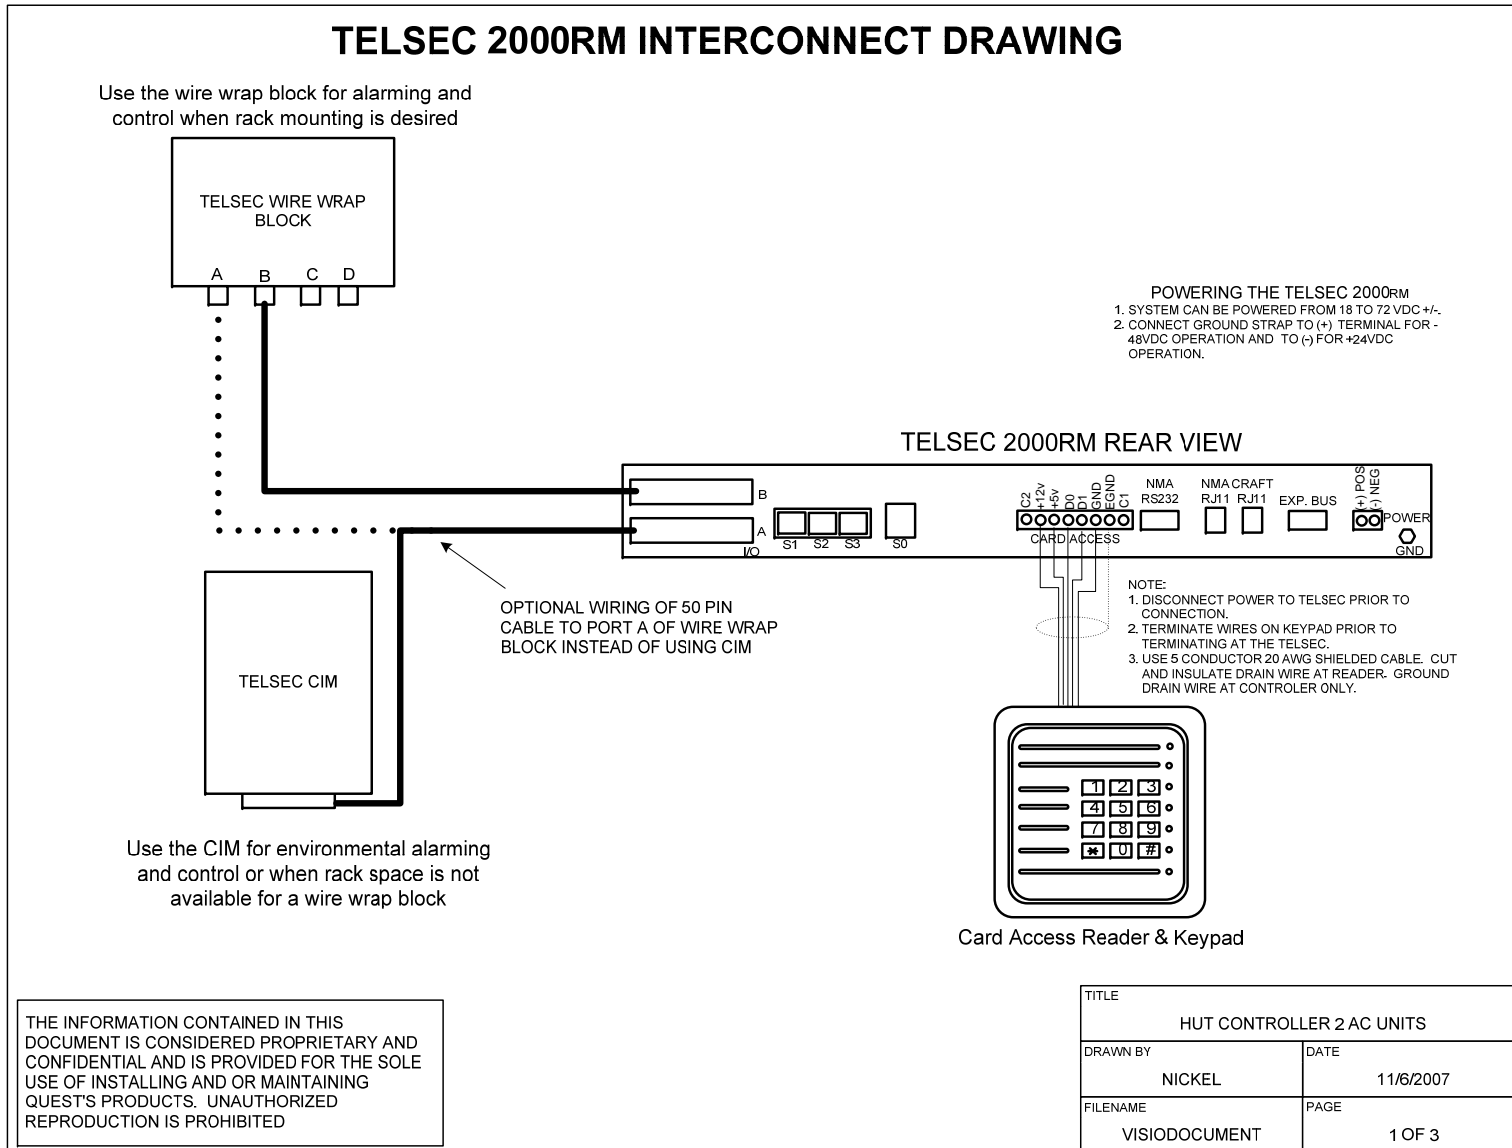 TELSEC 2000RM INTERCONNECT DRAWING
Use the wire wrap block for alarming and
control when rack mounting is desired
TELSEC WIRE WRAP
BLOCK
A B C D
POWERING THE TELSEC 2000RM
1. SYSTEM CAN BE POWERED FROM 18 TO 72 VDC +/-.
2. CONNECT GROUND STRAP TO (+) TERMINAL FOR -
48VDC OPERATION AND TO (-) FOR +24VDC
OPERATION.
TELSEC 2000RM REAR VIEW
B
A
I/O
S1 S2 S3 S0
C2
+12v
+5v
D0
D1
GND
EGND
C1
CARD ACCESS
NMA
RS232
NMA CRAFT
RJ11 RJ11
EXP. BUS
(+) POS
(-) NEG
POWER
GND
OPTIONAL WIRING OF 50 PIN
CABLE TO PORT A OF WIRE WRAP
BLOCK INSTEAD OF USING CIM
NOTE:
1. DISCONNECT POWER TO TELSEC PRIOR TO
CONNECTION.
2. TERMINATE WIRES ON KEYPAD PRIOR TO
TERMINATING AT THE TELSEC.
3. USE 5 CONDUCTOR 20 AWG SHIELDED CABLE. CUT
AND INSULATE DRAIN WIRE AT READER. GROUND
DRAIN WIRE AT CONTROLER ONLY.
TELSEC CIM
Use the CIM for environmental alarming
and control or when rack space is not
available for a wire wrap block
1 2 3
4 5 6
7 8 9
* 0 #
Card Access Reader & Keypad
THE INFORMATION CONTAINED IN THIS
DOCUMENT IS CONSIDERED PROPRIETARY AND
CONFIDENTIAL AND IS PROVIDED FOR THE SOLE
USE OF INSTALLING AND OR MAINTAINING
QUEST'S PRODUCTS. UNAUTHORIZED
REPRODUCTION IS PROHIBITED
TITLE
HUT CONTROLLER 2 AC UNITS
DRAWN BY
NICKEL
DATE
11/6/2007
FILENAME
VISIODOCUMENT
PAGE
1 OF 3